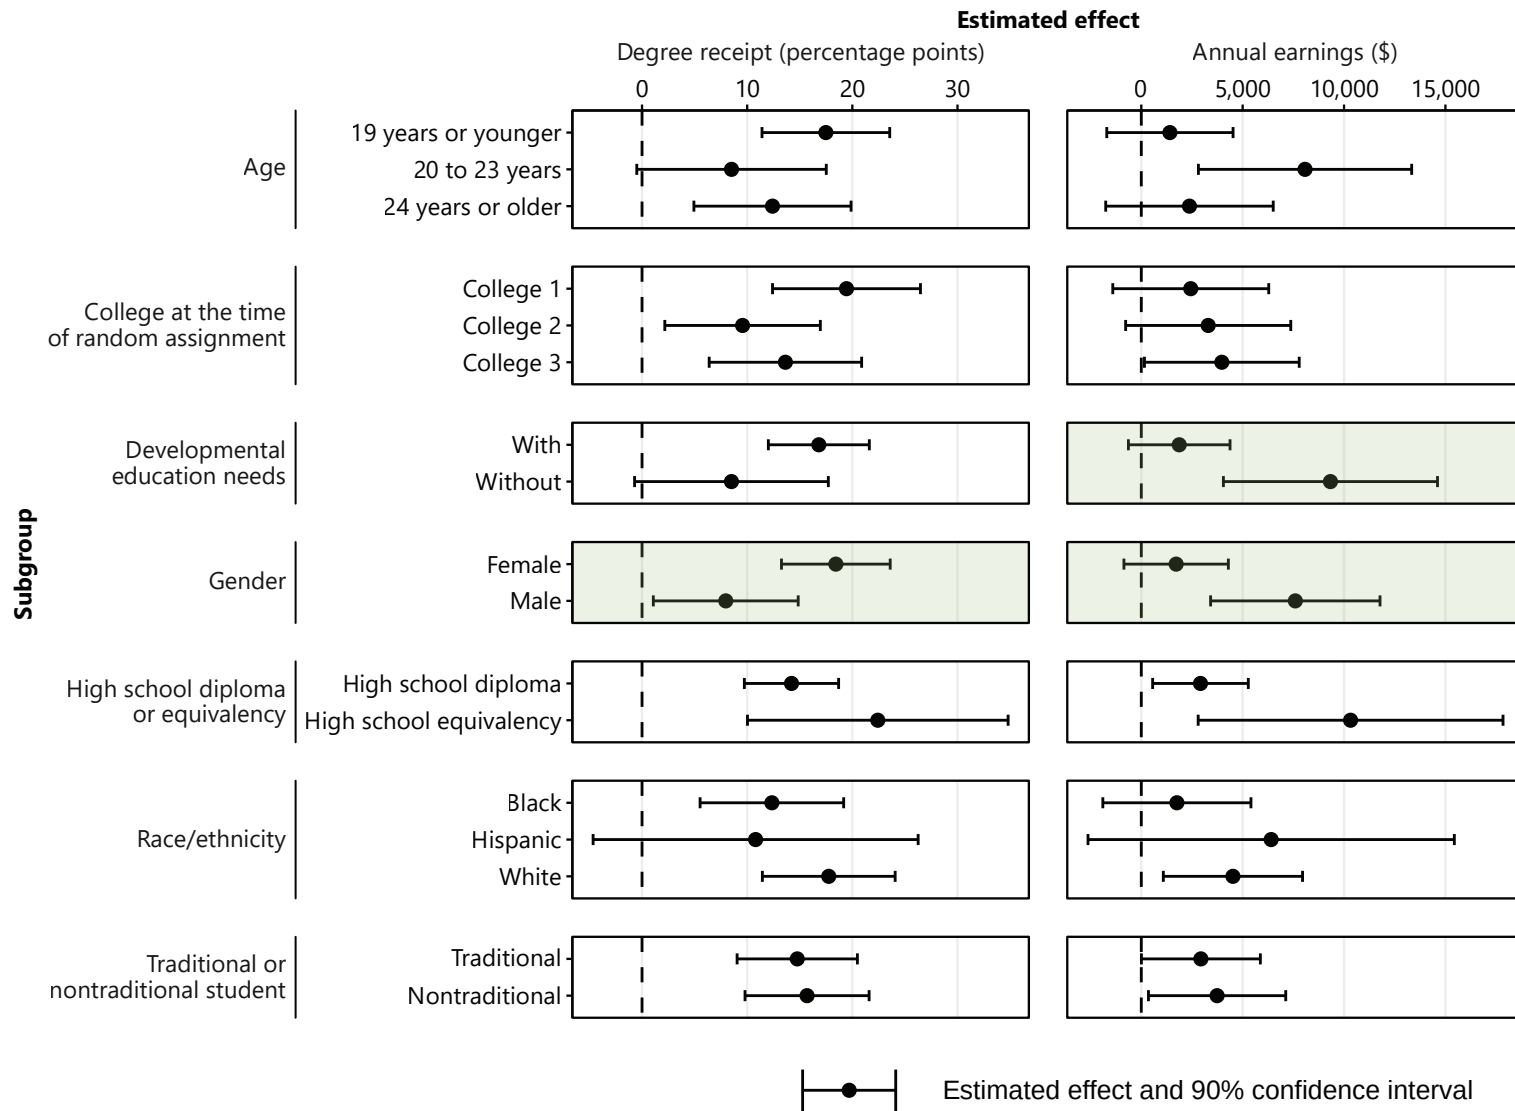 Estimated effect
Degree receipt (percentage points)
Annual earnings ($)
0 10 20 30
0 5,000 10,000 15,000
Subgroup
Age
19 years or younger
20 to 23 years
24 years or older
College at the time
of random assignment
College 1
College 2
College 3
Developmental
education needs
With
Without
Gender
Female
Male
High school diploma
or equivalency
High school diploma
High school equivalency
Race/ethnicity
Black
Hispanic
White
Traditional or
nontraditional student
Traditional
Nontraditional
Estimated effect and 90% confidence interval